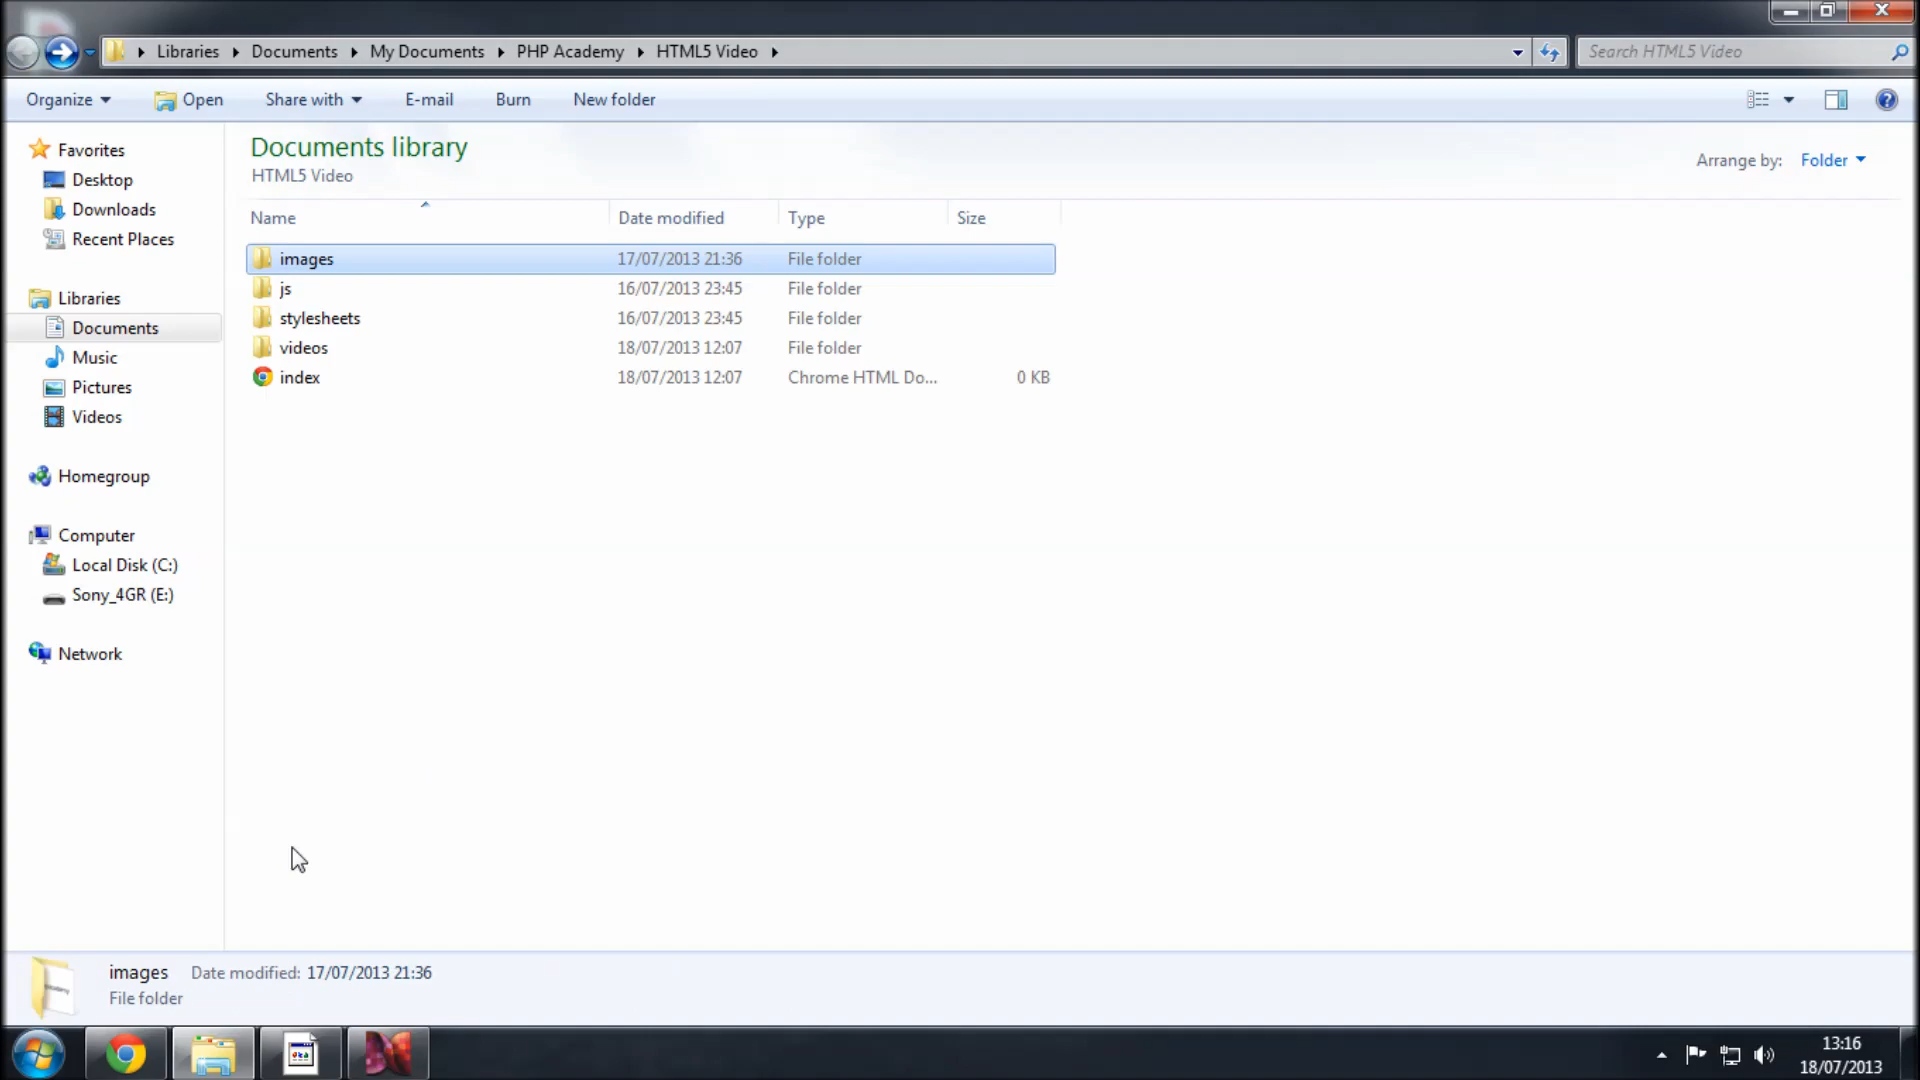 Libraries Documents My Documents PHP Academy HTML5 Video
Search HTML5 Video
Organize Open Share with E-mail Burn New folder
Documents library
HTML5 Video
Arrange by: Folder
Name Date modified Type Size
images 17/07/2013 21:36 File folder
js 16/07/2013 23:45 File folder
stylesheets 16/07/2013 23:45 File folder
videos 18/07/2013 12:07 File folder
index 18/07/2013 12:07 Chrome HTML Do... 0 KB
Favorites
Desktop
Downloads
Recent Places
Libraries
Documents
Music
Pictures
Videos
Homegroup
Computer
Local Disk (C:)
Sony_4GR (E:)
Network
images Date modified: 17/07/2013 21:36
File folder
13:16
18/07/2013